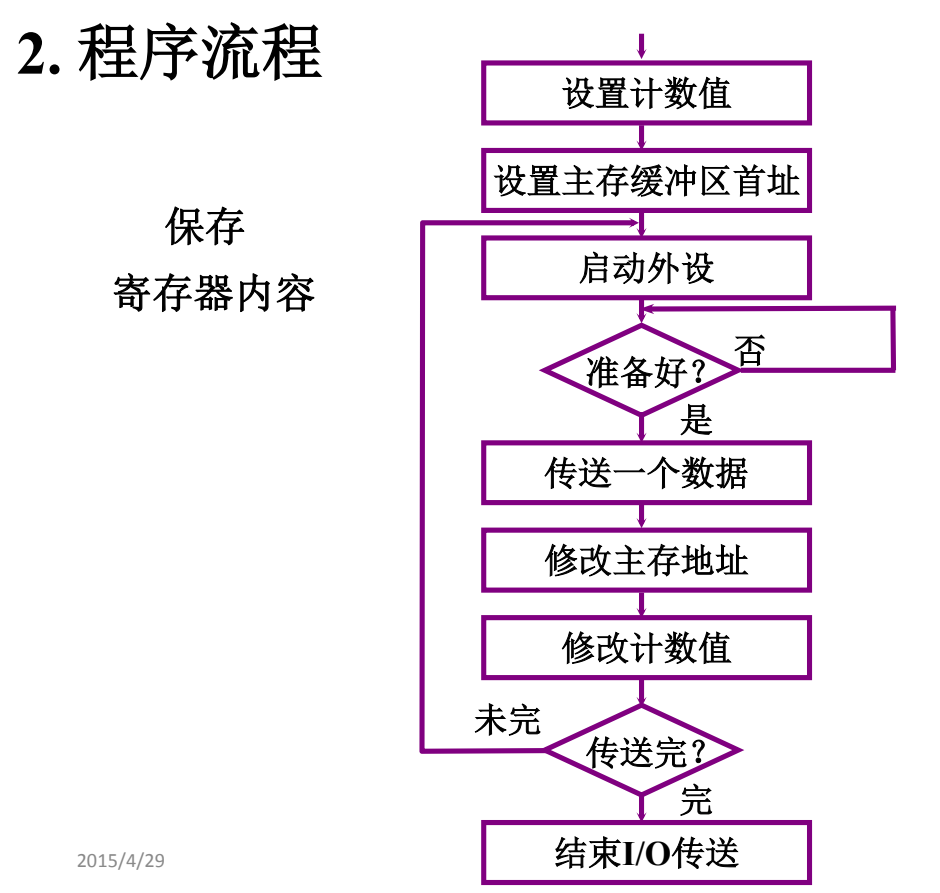 2. 程序流程
保存
寄存器内容
设置计数值
设置主存缓冲区首址
启动外设
准备好?
否
是
传送一个数据
修改主存地址
修改计数值
未完
传送完?
完
结束I/O传送
2015/4/29